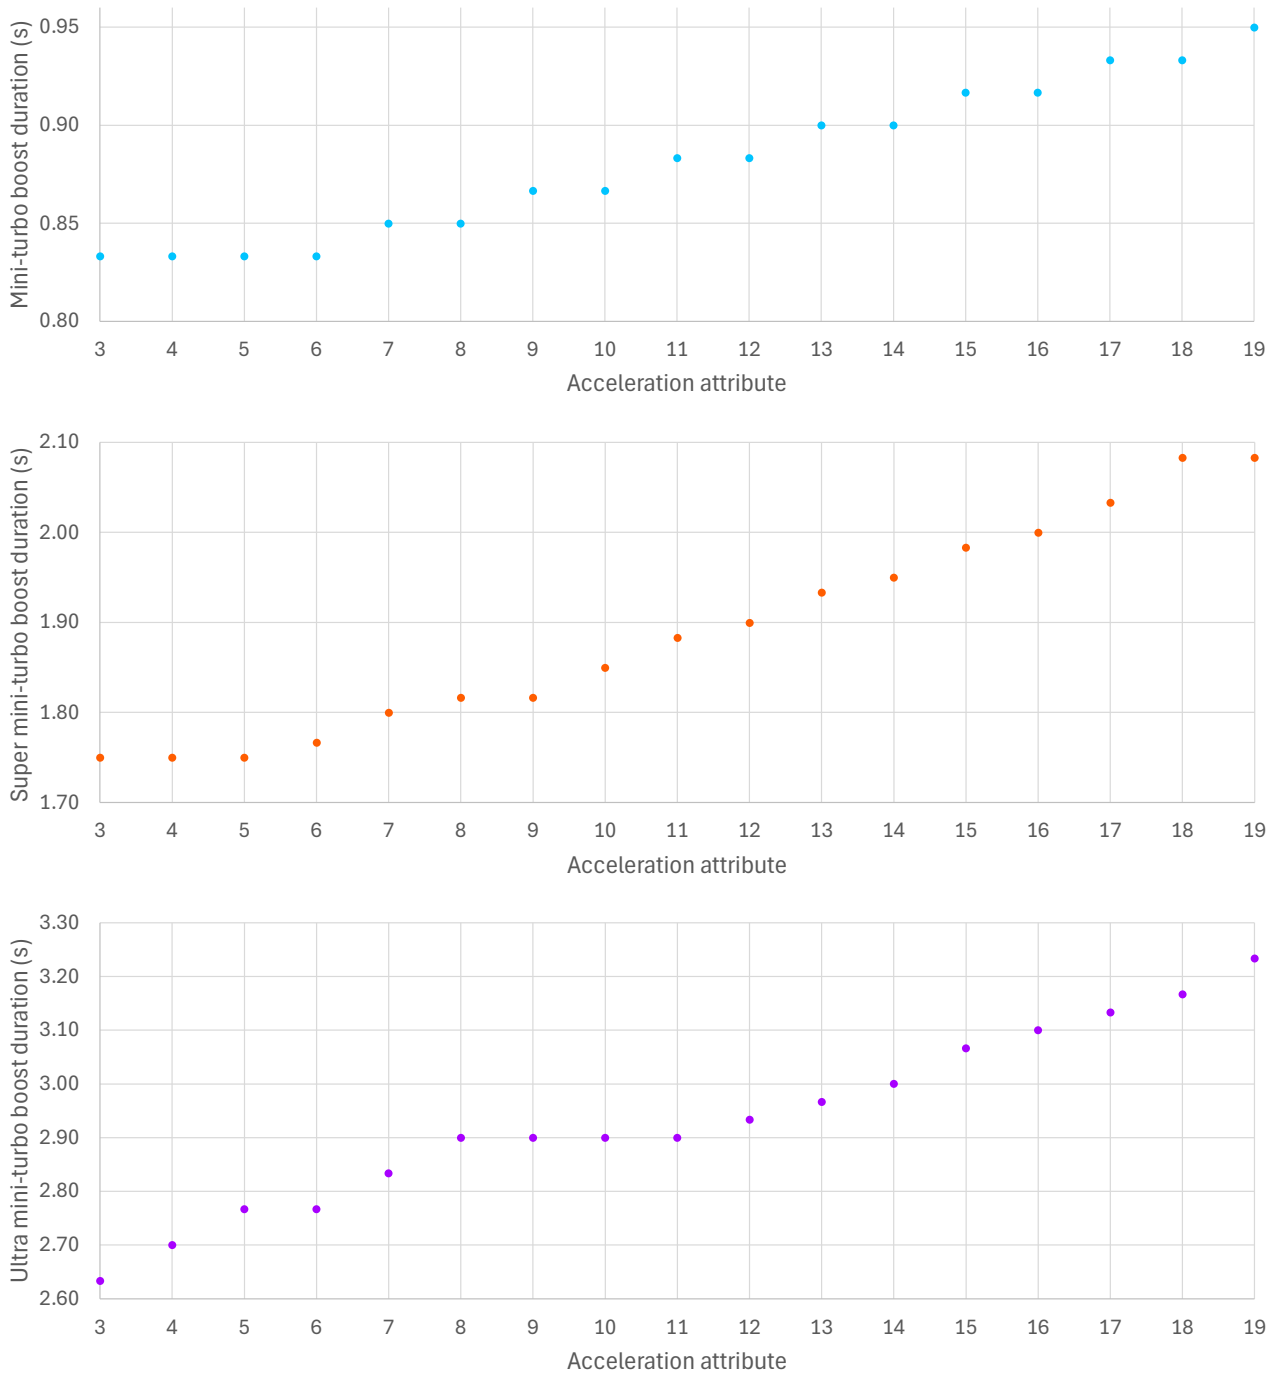 Mini-turbo boost duration (s)
0.95
0.90
0.85
0.80
3 4 5 6 7 8 9 10 11 12 13 14 15 16 17 18 19
Acceleration attribute
Super mini-turbo boost duration (s)
2.10
2.00
1.90
1.80
1.70
3 4 5 6 7 8 9 10 11 12 13 14 15 16 17 18 19
Acceleration attribute
Ultra mini-turbo boost duration (s)
3.30
3.20
3.10
3.00
2.90
2.80
2.70
2.60
3 4 5 6 7 8 9 10 11 12 13 14 15 16 17 18 19
Acceleration attribute